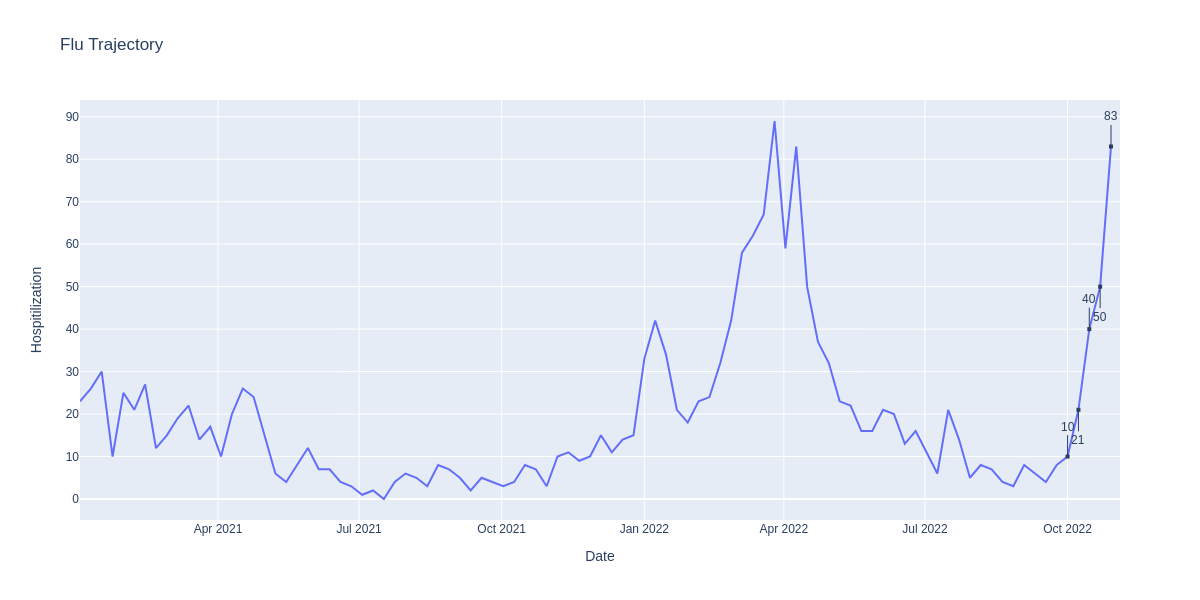 Flu Trajectory
90
80
70
60
50
40
30
20
10
0
Hospitilization
83
40
50
10
21
Apr 2021
Jul 2021
Oct 2021
Jan 2022
Apr 2022
Jul 2022
Oct 2022
Date